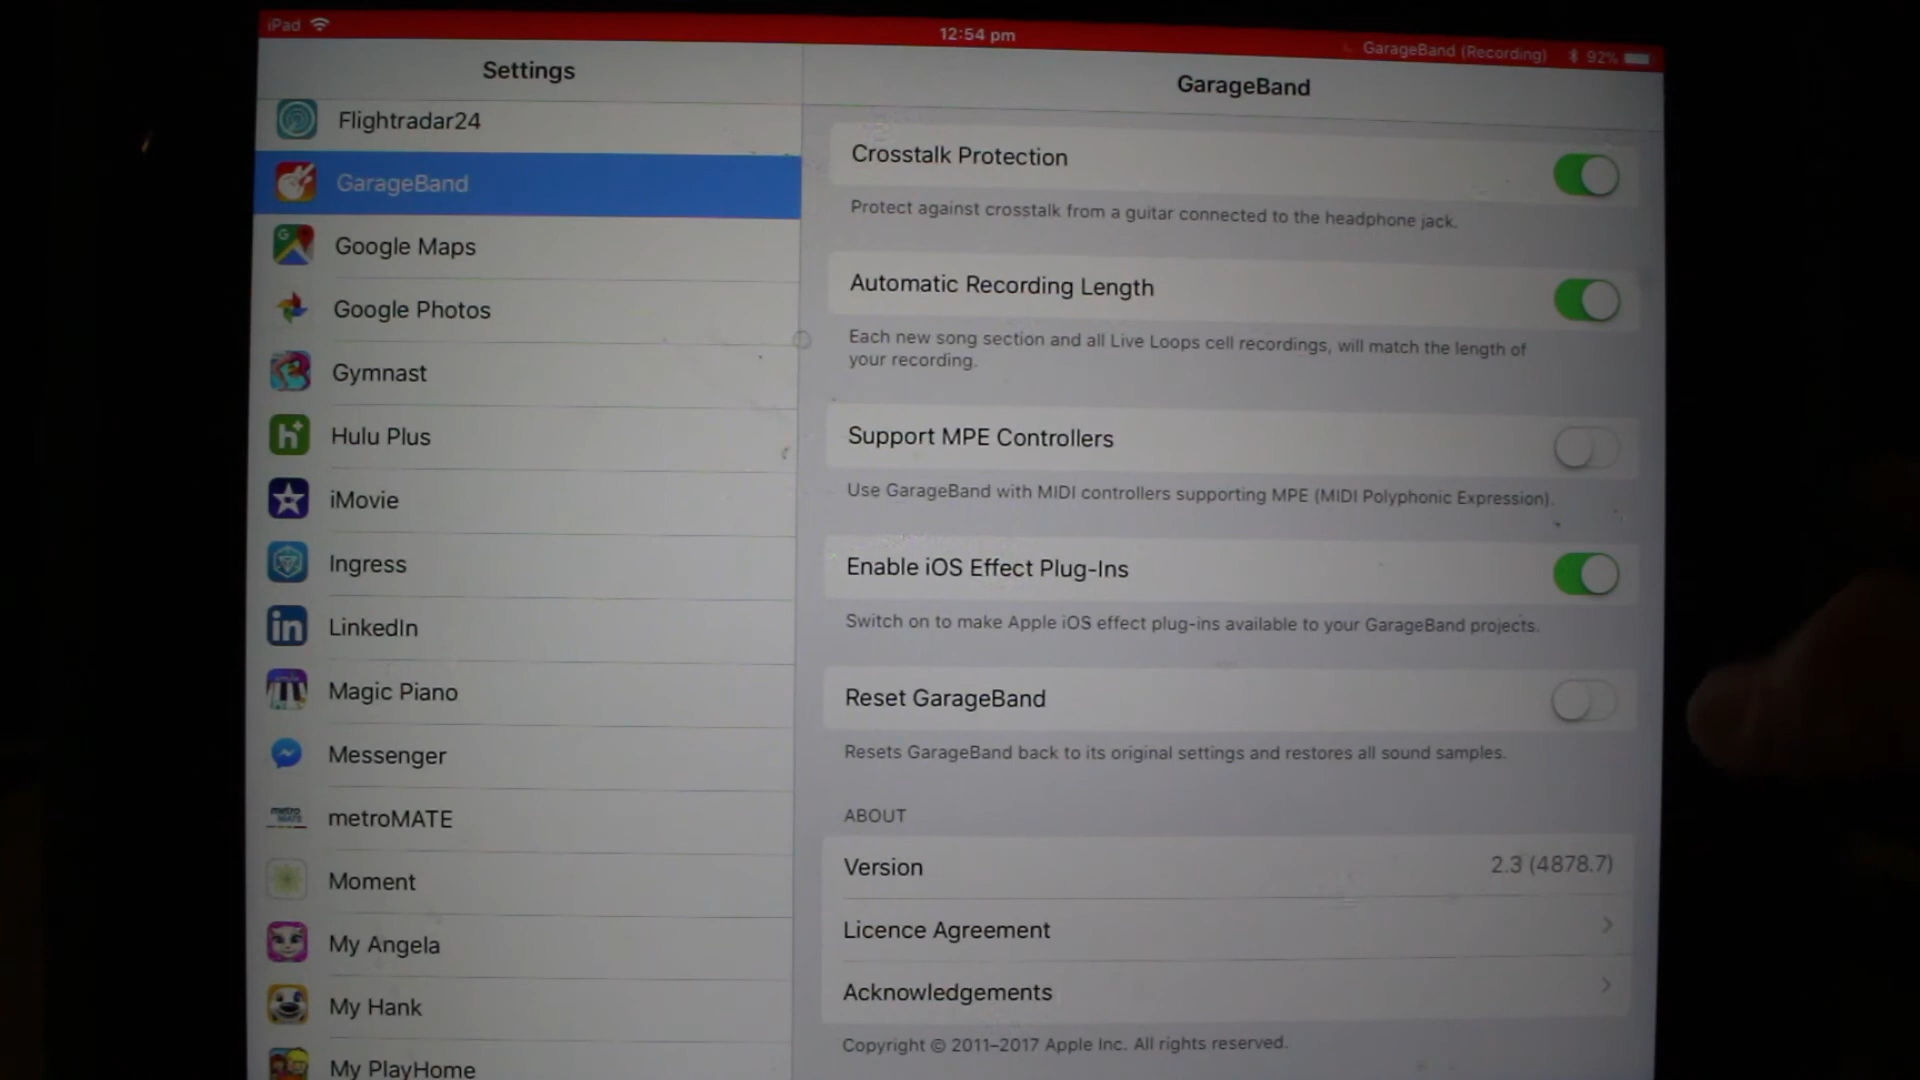 iPad
12:54 pm
GarageBand (Recording)
92%
Settings
GarageBand
Flightradar24
GarageBand
Google Maps
Google Photos
Gymnast
Hulu Plus
iMovie
Ingress
LinkedIn
Magic Piano
Messenger
metroMATE
Moment
My Angela
My Hank
My PlayHome
Crosstalk Protection
Protect against crosstalk from a guitar connected to the headphone jack.
Automatic Recording Length
Each new song section and all Live Loops cell recordings, will match the length of
your recording.
Support MPE Controllers
Use GarageBand with MIDI controllers supporting MPE (MIDI Polyphonic Expression).
Enable iOS Effect Plug-Ins
Switch on to make Apple iOS effect plug-ins available to your GarageBand projects.
Reset GarageBand
Resets GarageBand back to its original settings and restores all sound samples.
ABOUT
Version
2.3 (4878.7)
Licence Agreement
Acknowledgements
Copyright © 2011–2017 Apple Inc. All rights reserved.